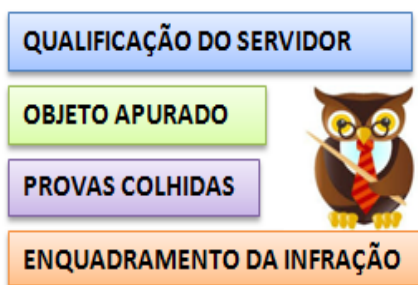 QUALIFICAÇÃO DO SERVIDOR
OBJETO APURADO
PROVAS COLHIDAS
ENQUADRAMENTO DA INFRAÇÃO